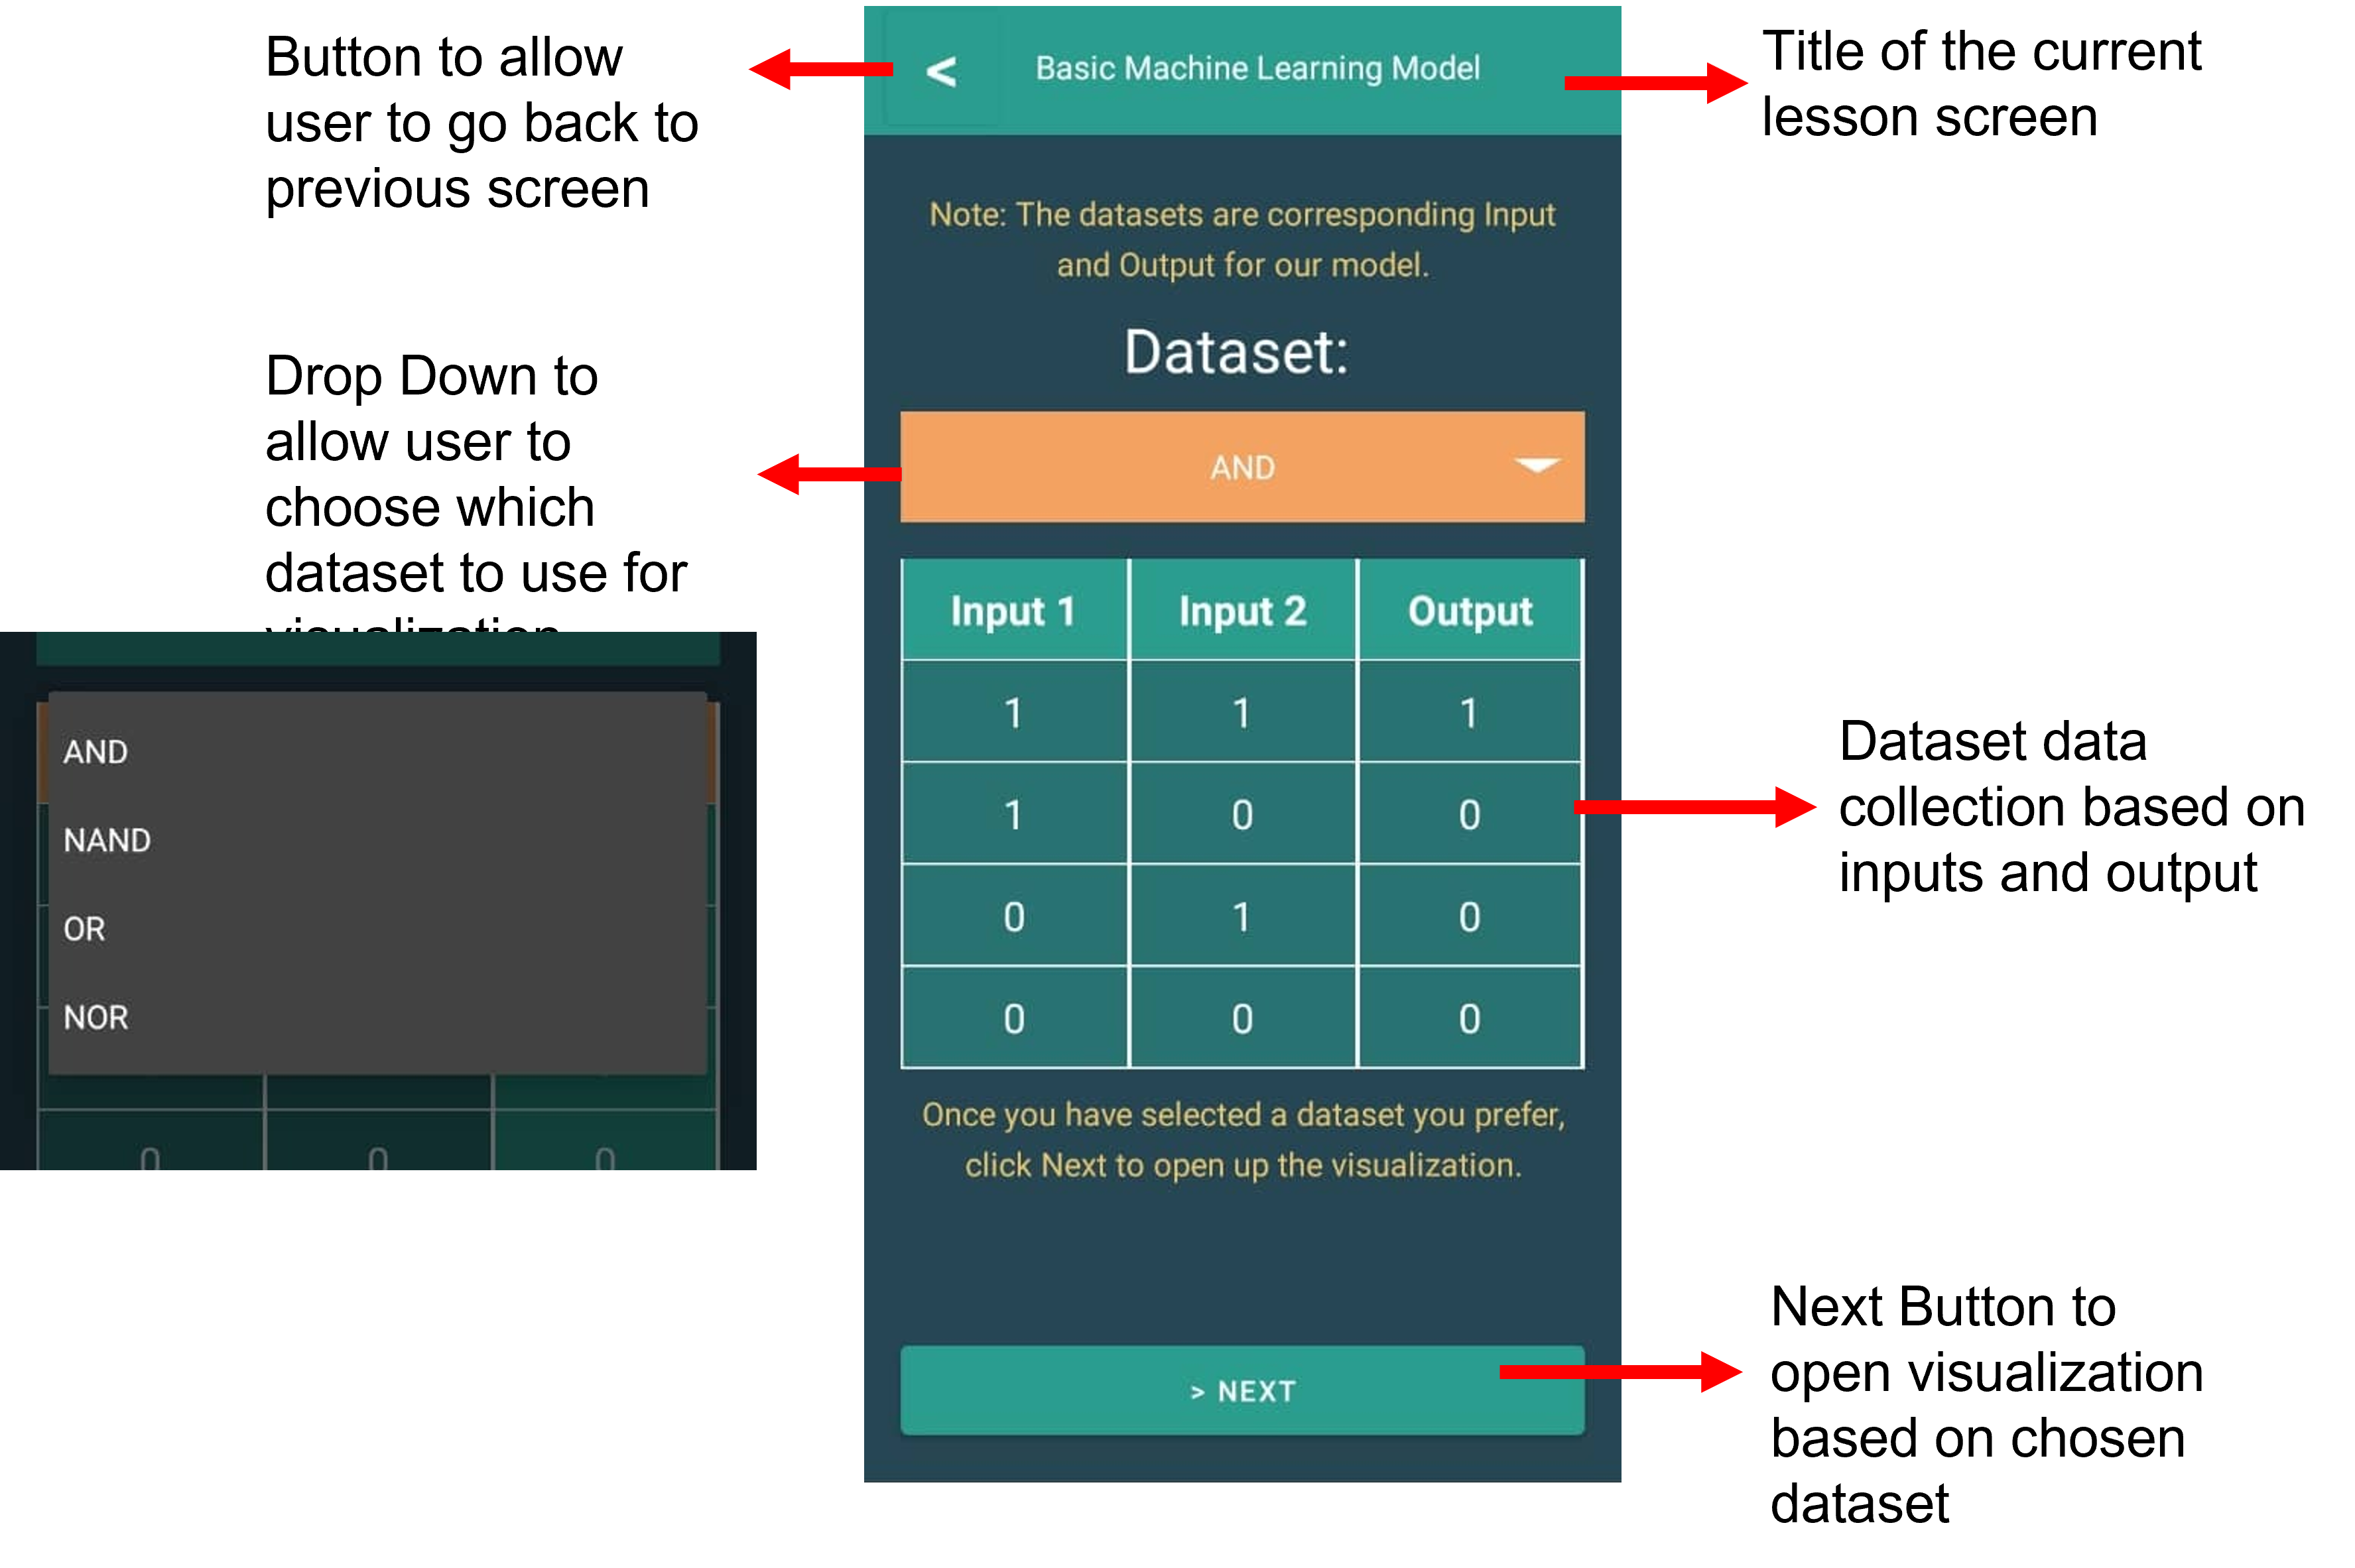 Button to allow
user to go back to
previous screen
Drop Down to
allow user to
choose which
dataset to use for
visualization
AND
NAND
OR
NOR
0 0 0
< Basic Machine Learning Model
Note: The datasets are corresponding Input
and Output for our model.
Dataset:
AND
Input 1 Input 2 Output
1 1 1
1 0 0
0 1 0
0 0 0
Once you have selected a dataset you prefer,
click Next to open up the visualization.
> NEXT
Title of the current
lesson screen
Dataset data
collection based on
inputs and output
Next Button to
open visualization
based on chosen
dataset